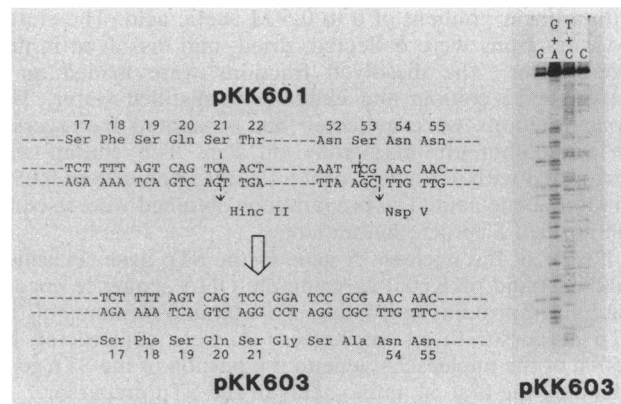 pKK601
17 18 19 20 21 22 52 53 54 55
------Ser Phe Ser Gln Ser Thr------Asn Ser Asn Asn------
------TCT TTT AGT CAG TCA ACT------AAT TCG AAC AAC------
AGA AAA TCA GTC AGT TGA TTA AGC TTG TTG
Hinc II Nsp V
------TCT TTT AGT CAG TCC GGA TCC GCG AAC AAC------
AGA AAA TCA GTC AGG CCT AGG CGC TTG TTC
------Ser Phe Ser Gln Ser Gly Ser Ala Asn Asn------
17 18 19 20 21 54 55
pKK603
G T
+ +
G A C C
pKK603